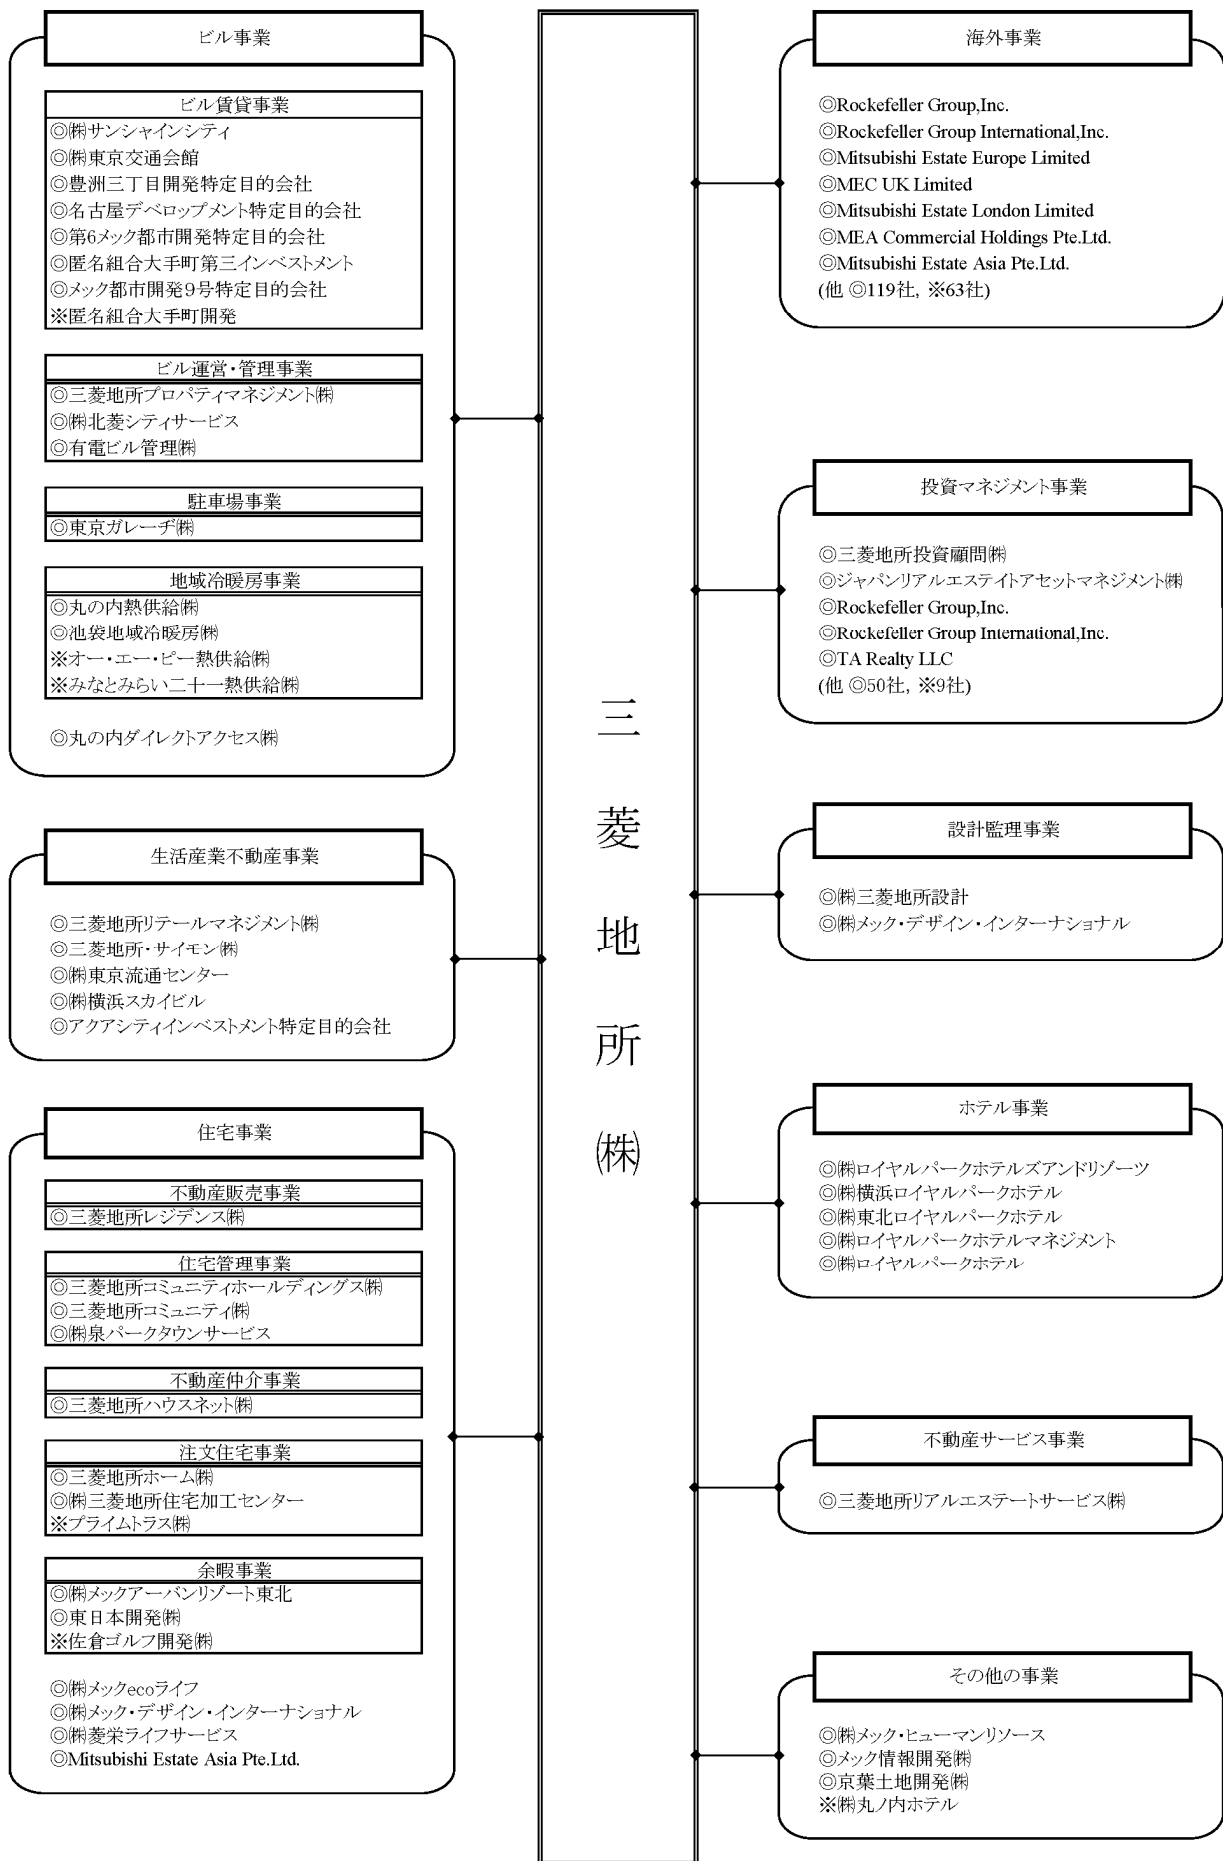 ビル事業
ビル賃貸事業
◎㈱サンシャインシティ
◎㈱東京交通会館
◎豊洲三丁目開発特定目的会社
◎名古屋デベロップメント特定目的会社
◎第6メック都市開発特定目的会社
◎匿名組合大手町第三インベストメント
◎メック都市開発9号特定目的会社
※匿名組合大手町開発
ビル運営・管理事業
◎三菱地所プロパティマネジメント㈱
◎㈱北菱シティサービス
◎有電ビル管理㈱
駐車場事業
◎東京ガレーヂ㈱
地域冷暖房事業
◎丸の内熱供給㈱
◎池袋地域冷暖房㈱
※オー・エー・ピー熱供給㈱
※みなとみらい二十一熱供給㈱
◎丸の内ダイレクトアクセス㈱
生活産業不動産事業
◎三菱地所リテールマネジメント㈱
◎三菱地所・サイモン㈱
◎㈱東京流通センター
◎㈱横浜スカイビル
◎アクアシティインベストメント特定目的会社
住宅事業
不動産販売事業
◎三菱地所レジデンス㈱
住宅管理事業
◎三菱地所コミュニティホールディングス㈱
◎三菱地所コミュニティ㈱
◎㈱泉パークタウンサービス
不動産仲介事業
◎三菱地所ハウスネット㈱
注文住宅事業
◎三菱地所ホーム㈱
◎㈱三菱地所住宅加工センター
※プライムトラス㈱
余暇事業
◎㈱メックアーバンリゾート東北
◎東日本開発㈱
※佐倉ゴルフ開発㈱
◎㈱メックecoライフ
◎㈱メック・デザイン・インターナショナル
◎㈱菱栄ライフサービス
◎Mitsubishi Estate Asia Pte.Ltd.
三菱地所㈱
海外事業
◎Rockefeller Group,Inc.
◎Rockefeller Group International,Inc.
◎Mitsubishi Estate Europe Limited
◎MEC UK Limited
◎Mitsubishi Estate London Limited
◎MEA Commercial Holdings Pte.Ltd.
◎Mitsubishi Estate Asia Pte.Ltd.
(他 ◎119社, ※63社)
投資マネジメント事業
◎三菱地所投資顧問㈱
◎ジャパンリアルエステイトアセットマネジメント㈱
◎Rockefeller Group,Inc.
◎Rockefeller Group International,Inc.
◎TA Realty LLC
(他 ◎50社, ※9社)
設計監理事業
◎㈱三菱地所設計
◎㈱メック・デザイン・インターナショナル
ホテル事業
◎㈱ロイヤルパークホテルズアンドリゾーツ
◎㈱横浜ロイヤルパークホテル
◎㈱東北ロイヤルパークホテル
◎㈱ロイヤルパークホテルマネジメント
◎㈱ロイヤルパークホテル
不動産サービス事業
◎三菱地所リアルエステートサービス㈱
その他の事業
◎㈱メック・ヒューマンリソース
◎メック情報開発㈱
◎京葉土地開発㈱
※㈱丸ノ内ホテル